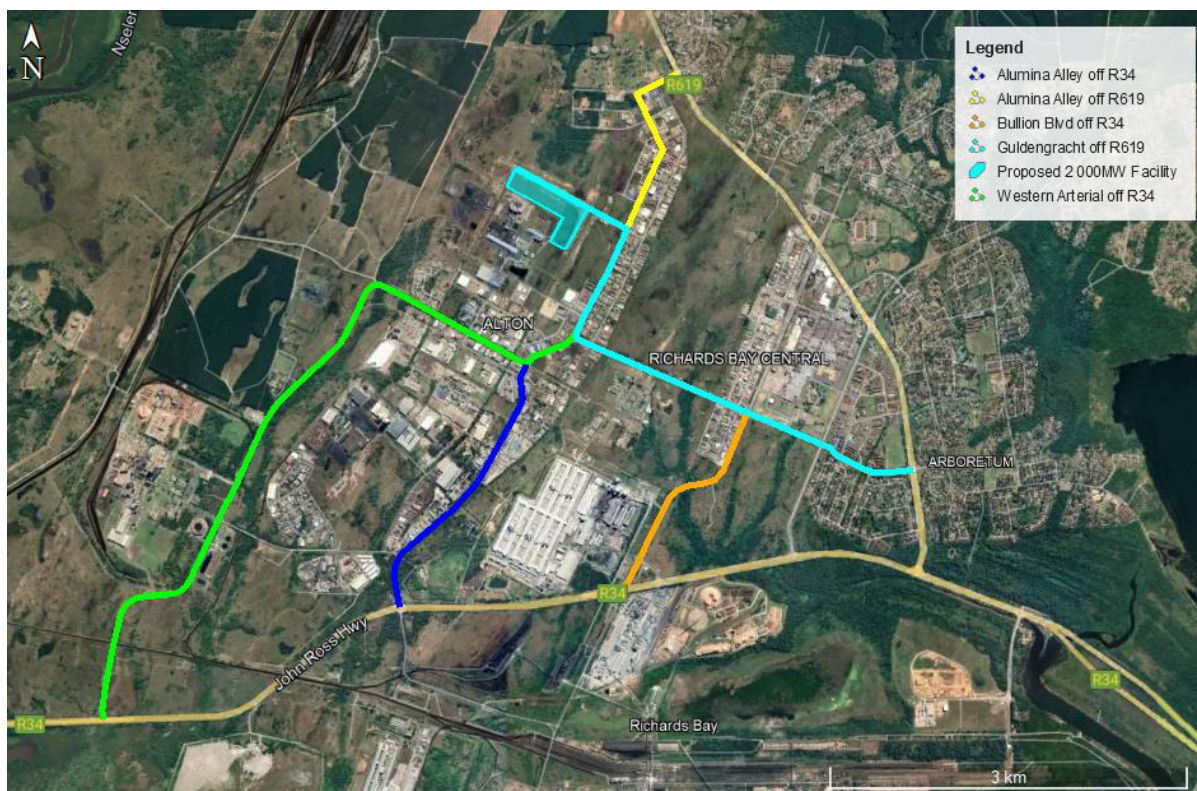 N
Nseler
R619
Legend
Alumina Alley off R34
Alumina Alley off R619
Bullion Blvd off R34
Guldengracht off R619
Proposed 2 000MW Facility
Western Arterial off R34
ALTON
RICHARDS BAY CENTRAL
ARBORETUM
R34
John Ross Hwy
R34
R34
Richards Bay
3 km